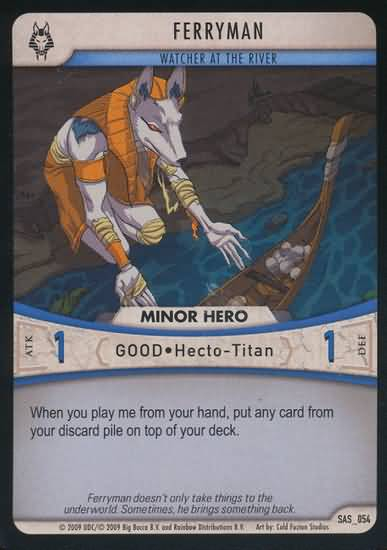 FERRYMAN
WATCHER AT THE RIVER
MINOR HERO
ATK 1 GOOD•Hecto-Titan 1 DEF
When you play me from your hand, put any card from
your discard pile on top of your deck.
Ferryman doesn't only take things to the
underworld. Sometimes, he brings something back.
SAS_054
© 2009 UDC/© 2009 Big Bocca B.V. and Rainbow Distributions B.V. Art by: Cold Fuzion Studios